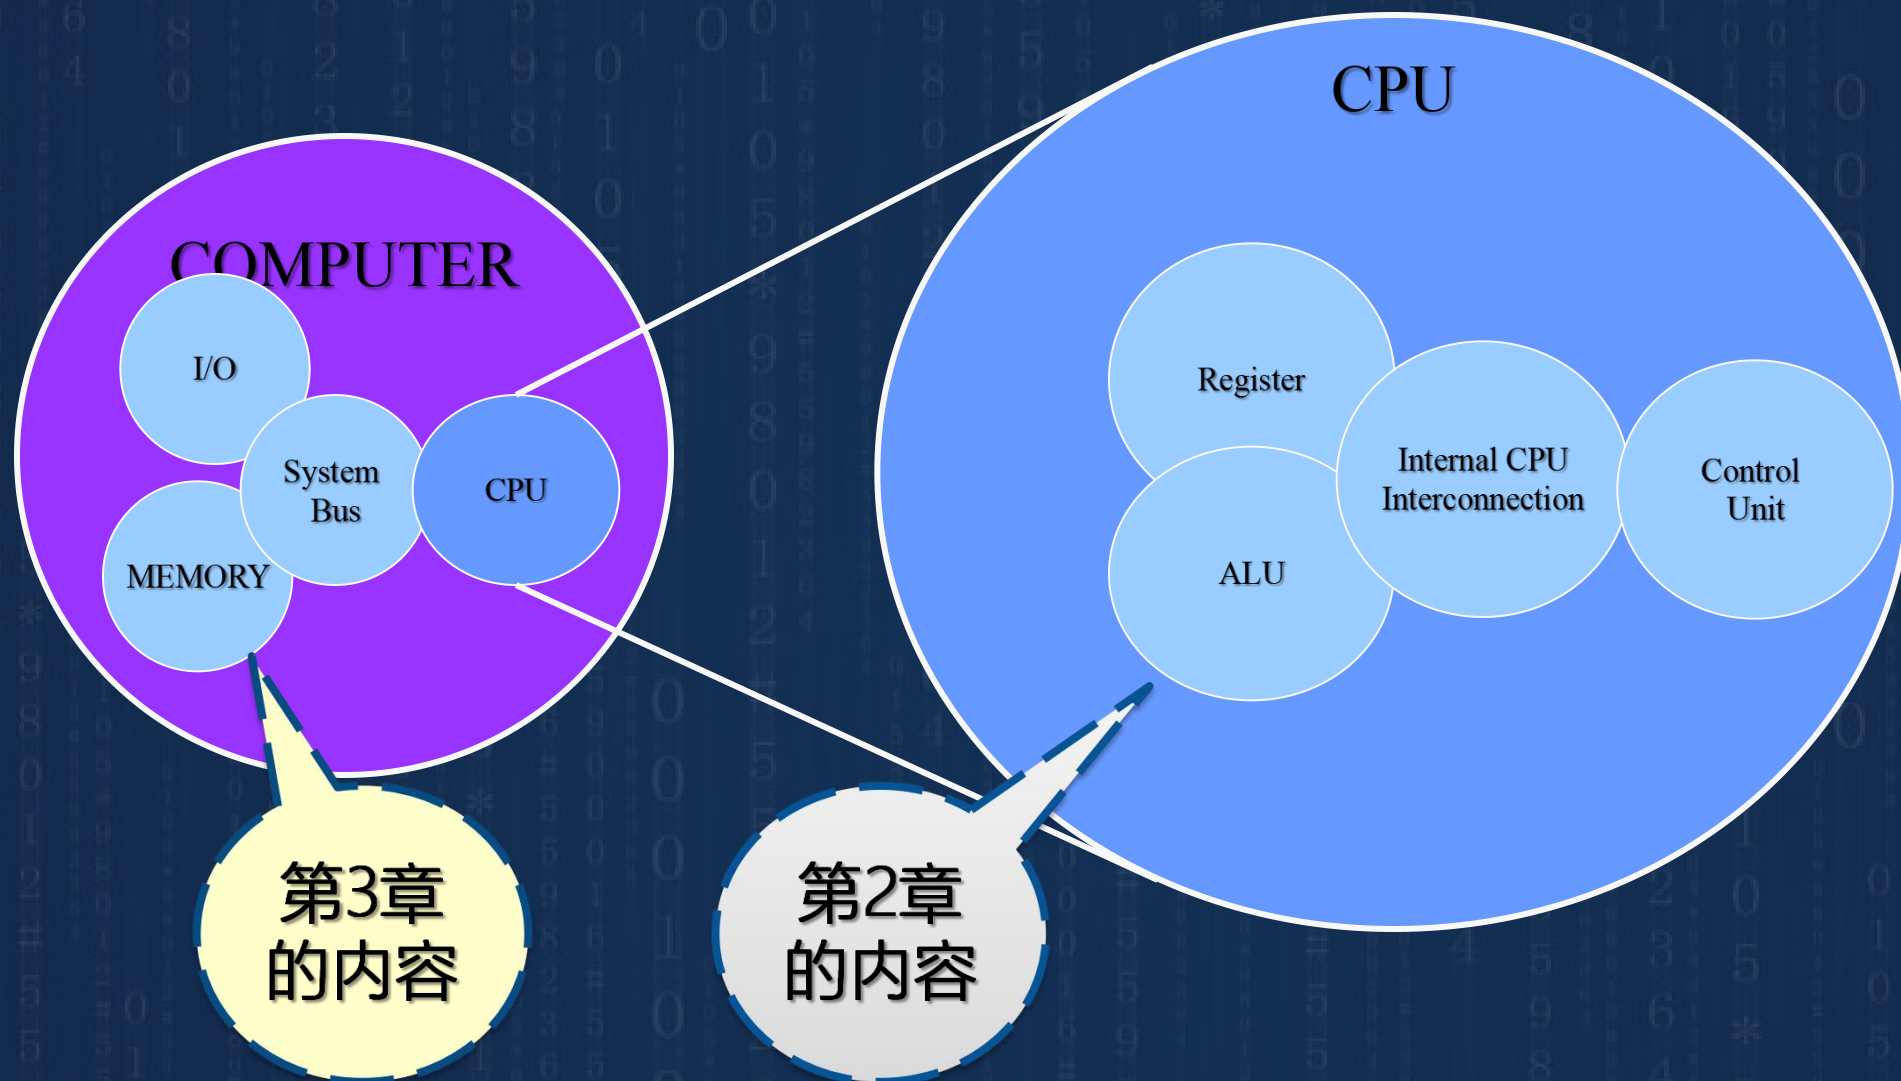 COMPUTER
I/O
System
Bus
CPU
MEMORY
第3章
的内容
CPU
Register
Internal CPU
Interconnection
Control
Unit
ALU
第2章
的内容